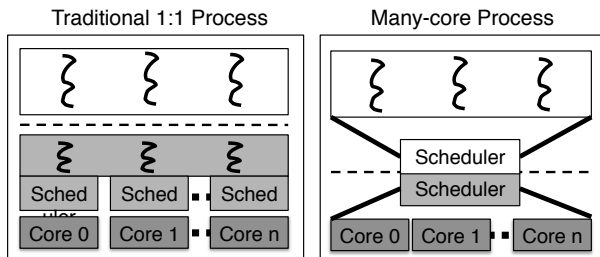 Traditional 1:1 Process
Many-core Process
Sched
uler
Sched
Sched
Core 0
Core 1
Core n
Scheduler
Scheduler
Core 0
Core 1
Core n